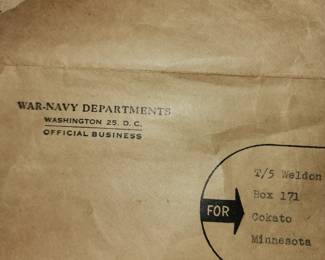 WAR-NAVY DEPARTMENTS
WASHINGTON 25, D. C.
OFFICIAL BUSINESS
FOR
T/5 Weldon
Box 171
Cokato
Minnesota